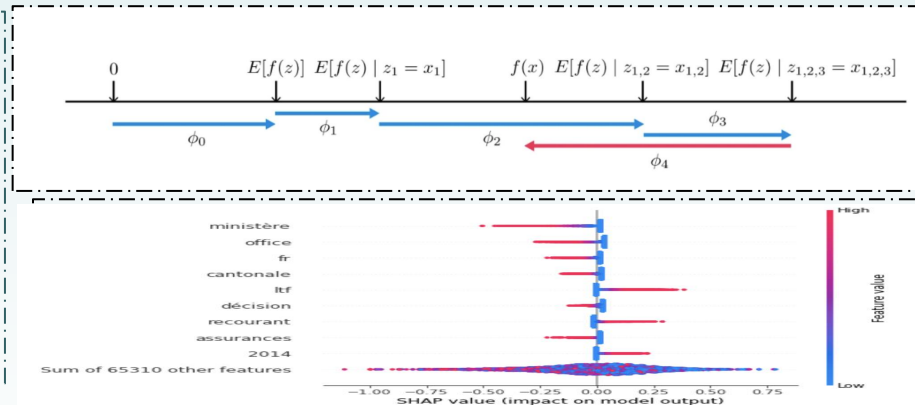 0 E[f(z)] E[f(z) | z₁ = x₁] f(x) E[f(z) | z₁,₂ = x₁,₂] E[f(z) | z₁,₂,₃ = x₁,₂,₃]
ϕ₀ ϕ₁ ϕ₂ ϕ₃
ϕ₄
High
ministère
office
fr
cantonale
ltf
décision
recourant
assurances
2014
Sum of 65310 other features
Feature value
Low
−1.00 −0.75 −0.50 −0.25 0.00 0.25 0.50 0.75
SHAP value (impact on model output)